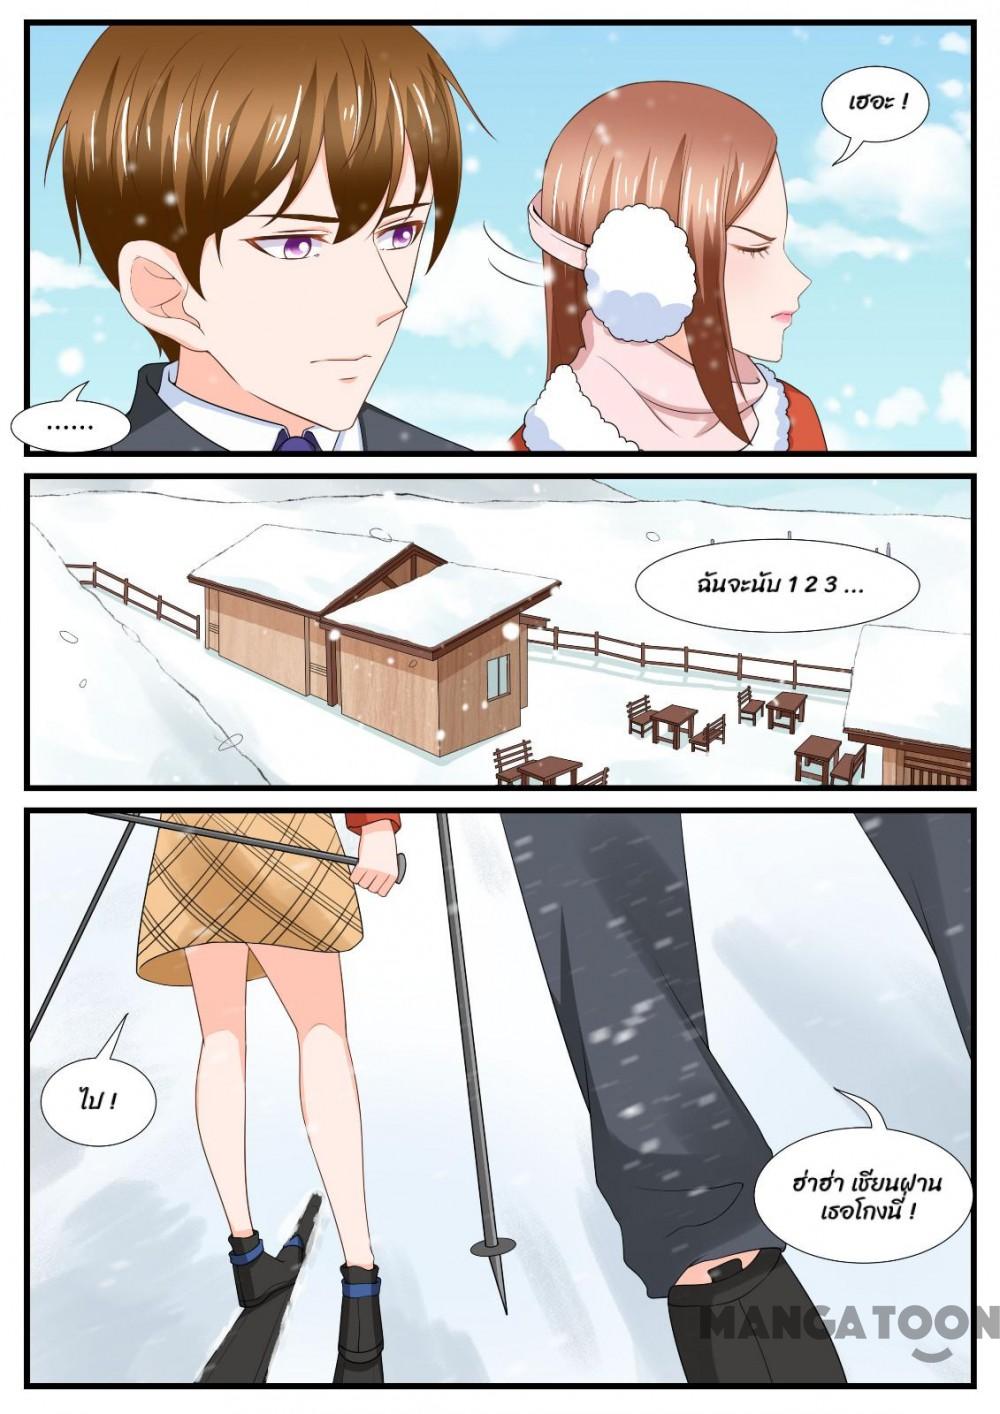 เฮอะ !
......
ฉันจะนับ 1 2 3 ...
ไป !
ฮ่าฮ่า เชียนฝาน
เธอโกงนี่ !
MANGATOON